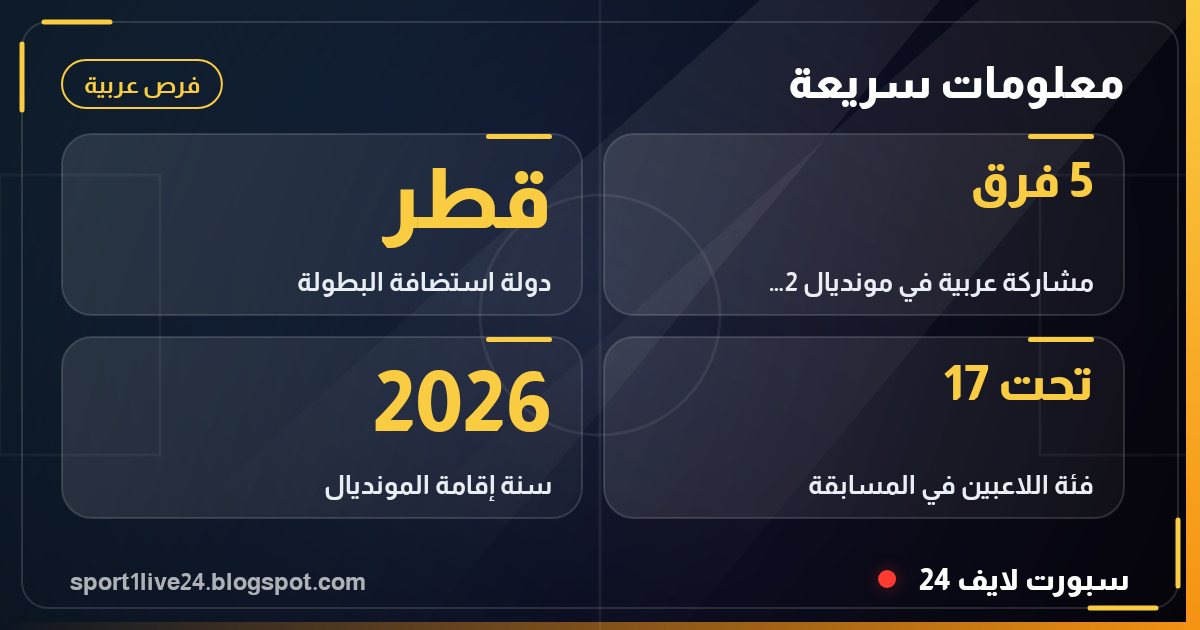 معلومات سريعة
فرص عربية
5 فرق
مشاركة عربية في مونديال 2...
قطر
دولة استضافة البطولة
تحت 17
فئة اللاعبين في المسابقة
2026
سنة إقامة المونديال
سبورت لايف 24
sport1live24.blogspot.com